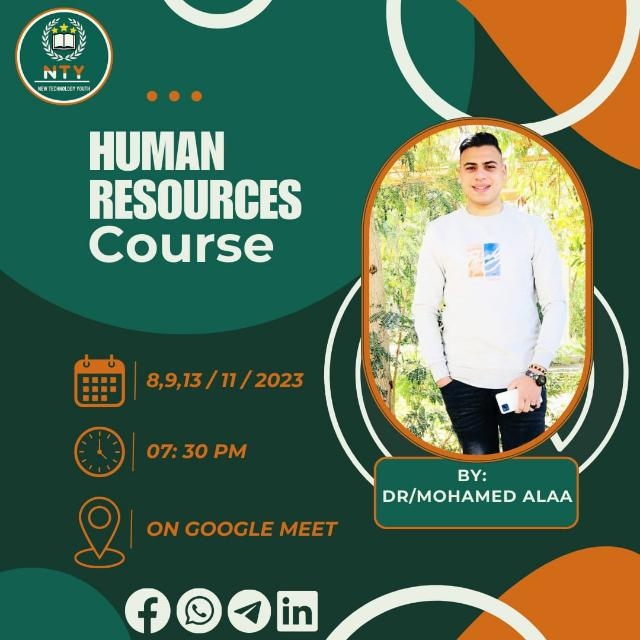 NTY
NEW TECHNOLOGY YOUTH
HUMAN
RESOURCES
Course
8,9,13 / 11 / 2023
07: 30 PM
ON GOOGLE MEET
BY:
DR/MOHAMED ALAA